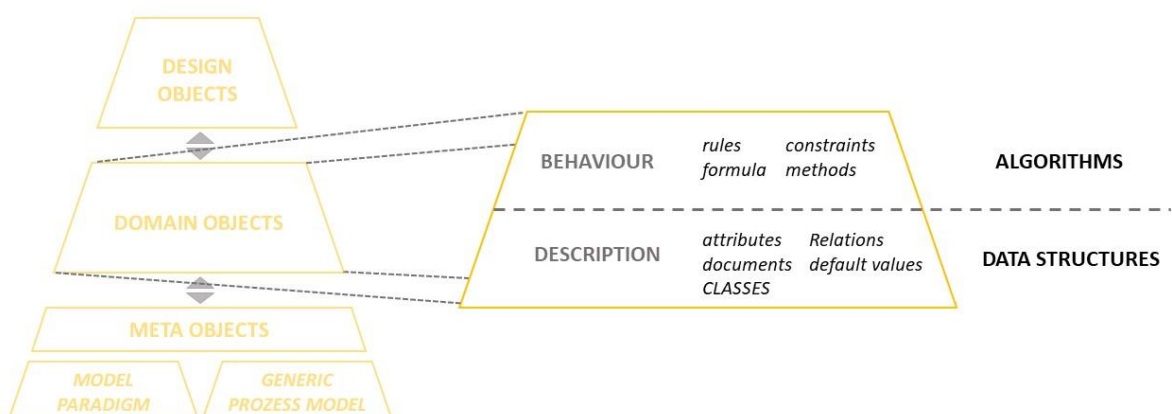 DESIGN
OBJECTS
DOMAIN OBJECTS
META OBJECTS
MODEL
PARADIGM
GENERIC
PROZESS MODEL
BEHAVIOUR
rules constraints
formula methods
ALGORITHMS
DESCRIPTION
attributes Relations
documents default values
CLASSES
DATA STRUCTURES